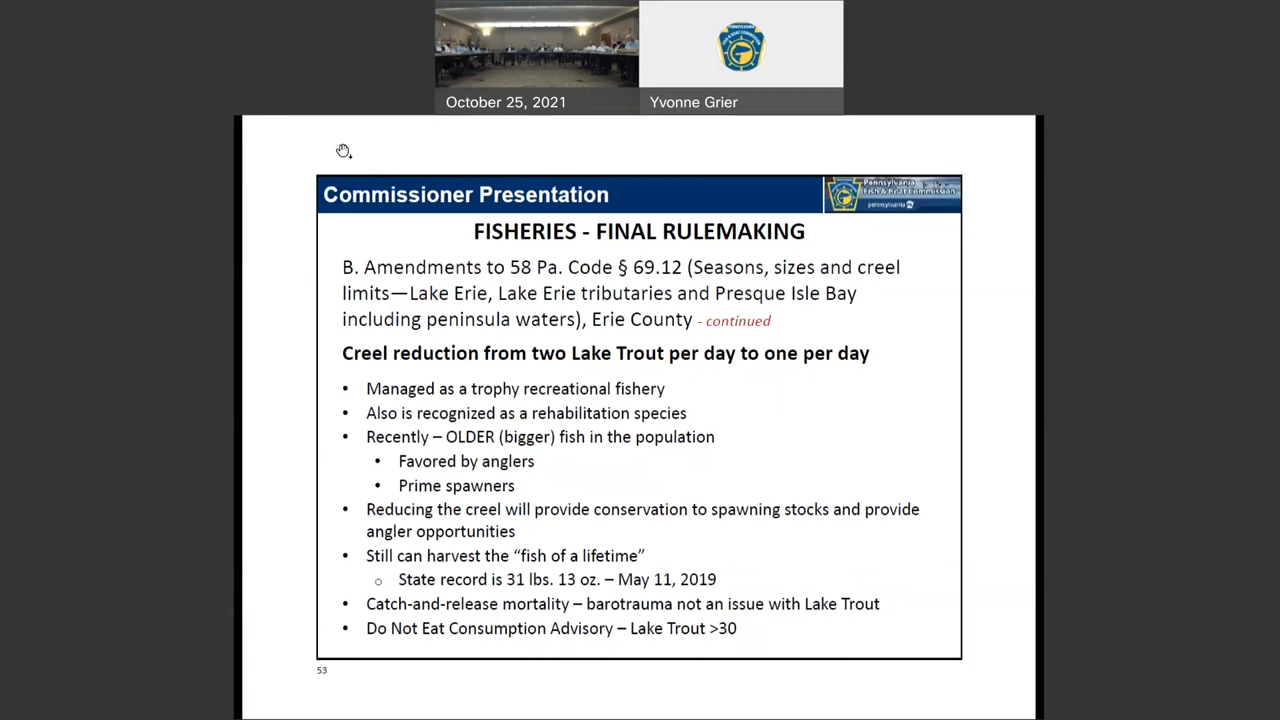 October 25, 2021
Yvonne Grier
Commissioner Presentation
Pennsylvania
Fish & Boat Commission
pennsylvania
FISHERIES - FINAL RULEMAKING
B. Amendments to 58 Pa. Code § 69.12 (Seasons, sizes and creel
limits—Lake Erie, Lake Erie tributaries and Presque Isle Bay
including peninsula waters), Erie County - continued
Creel reduction from two Lake Trout per day to one per day
• Managed as a trophy recreational fishery
• Also is recognized as a rehabilitation species
• Recently – OLDER (bigger) fish in the population
• Favored by anglers
• Prime spawners
• Reducing the creel will provide conservation to spawning stocks and provide
angler opportunities
• Still can harvest the “fish of a lifetime”
o State record is 31 lbs. 13 oz. – May 11, 2019
• Catch-and-release mortality – barotrauma not an issue with Lake Trout
• Do Not Eat Consumption Advisory – Lake Trout >30
53